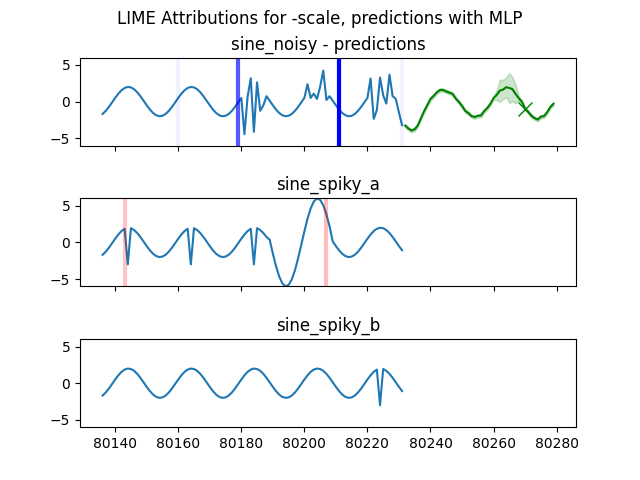 LIME Attributions for -scale, predictions with MLP
sine_noisy - predictions
5
0
−5
sine_spiky_a
5
0
−5
sine_spiky_b
5
0
−5
80140 80160 80180 80200 80220 80240 80260 80280